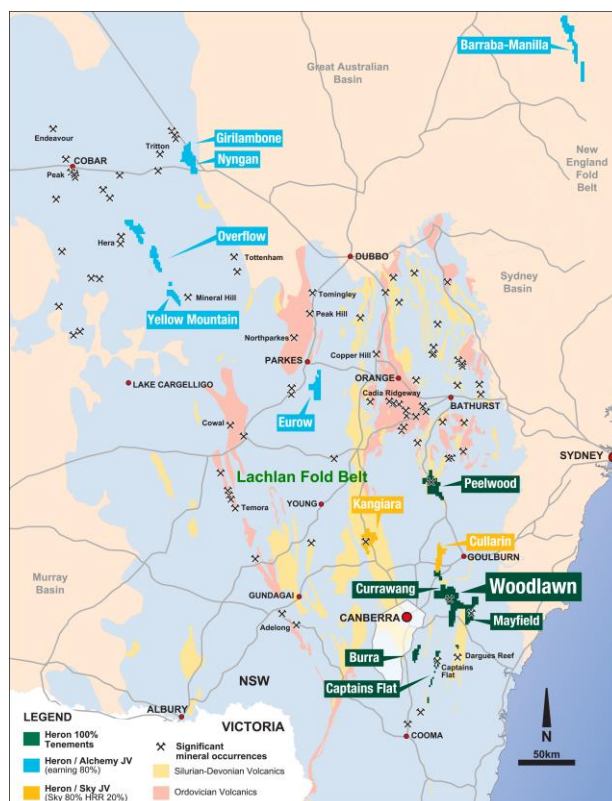 Barraba-Manilla
Great Australian
Basin
New
England
Fold
Belt
Endeavour
Tritton
Girilambone
COBAR
Nyngan
Peak
Hera
Overflow
Tottenham
DUBBO
Sydney
Basin
Mineral Hill
Tomingley
Yellow Mountain
Peak Hill
Northparkes
PARKES
Copper Hill
LAKE CARGELLIGO
ORANGE
Cadia Ridgeway
BATHURST
Eurow
Cowal
SYDNEY
Lachlan Fold Belt
Peelwood
Temora
YOUNG
Kangiara
Cullarin
GOULBURN
Murray
Basin
Currawang
Woodlawn
GUNDAGAI
CANBERRA
Mayfield
Adelong
Burra
Dargues Reef
Captains
Flat
NSW
Captains Flat
ALBURY
VICTORIA
COOMA
N
50km
LEGEND
Heron 100%
Tenements
Heron / Alchemy JV
(earning 80%)
Heron / Sky JV
(Sky 80% HRR 20%)
Significant
mineral occurrences
Silurian-Devonian Volcanics
Ordovician Volcanics